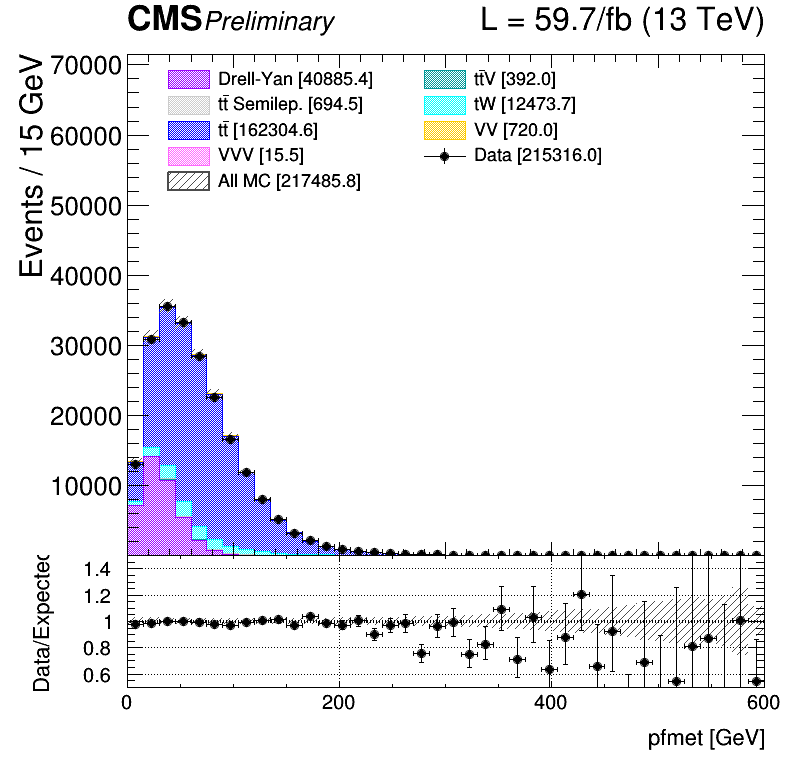 CMS Preliminary L = 59.7/fb (13 TeV)
Events / 15 GeV
70000
60000
50000
40000
30000
20000
10000
Drell-Yan [40885.4]
tt̄ Semilep. [694.5]
tt̄ [162304.6]
VVV [15.5]
All MC [217485.8]
tt̄V [392.0]
tW [12473.7]
VV [720.0]
Data [215316.0]
Data/Expected
1.4
1.2
1
0.8
0.6
0 200 400 600
pfmet [GeV]